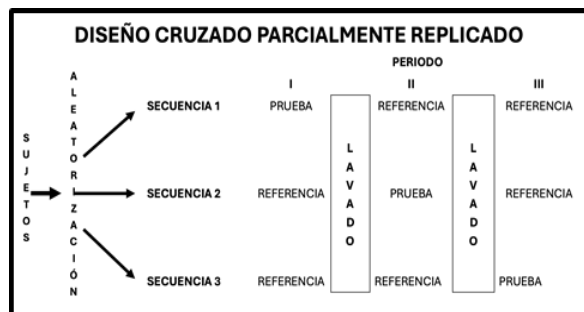 DISEÑO CRUZADO PARCIALMENTE REPLICADO
PERIODO
I II III
SUJETOS
ALEATORIZACIÓN
SECUENCIA 1 PRUEBA REFERENCIA REFERENCIA
SECUENCIA 2 REFERENCIA PRUEBA REFERENCIA
SECUENCIA 3 REFERENCIA REFERENCIA PRUEBA
LAVADO
LAVADO